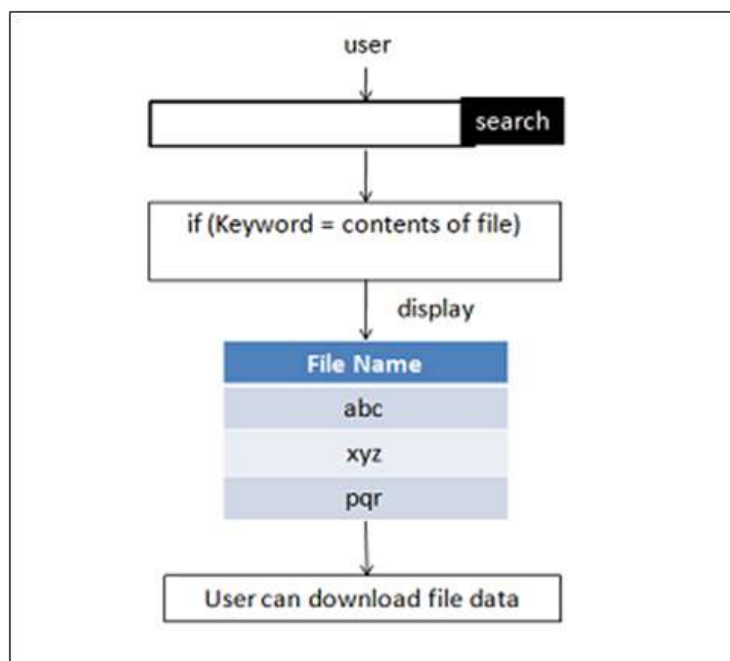 user
search
if (Keyword = contents of file)
display
File Name
abc
xyz
pqr
User can download file data